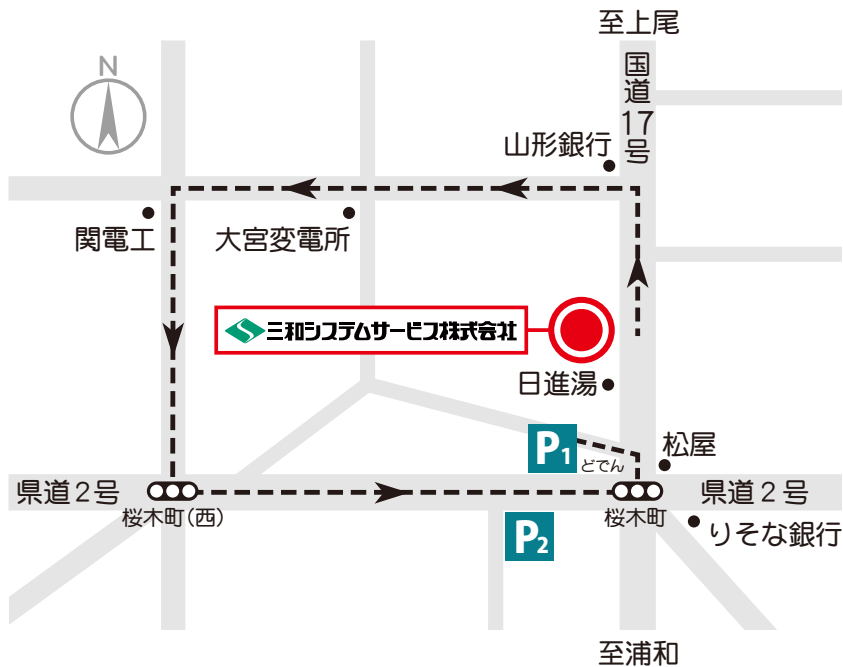 至上尾
N
国道17号
山形銀行
関電工
大宮変電所
三和システムサービス株式会社
日進湯
P1
どでん
松屋
県道2号
県道2号
桜木町(西)
桜木町
P2
りそな銀行
至浦和